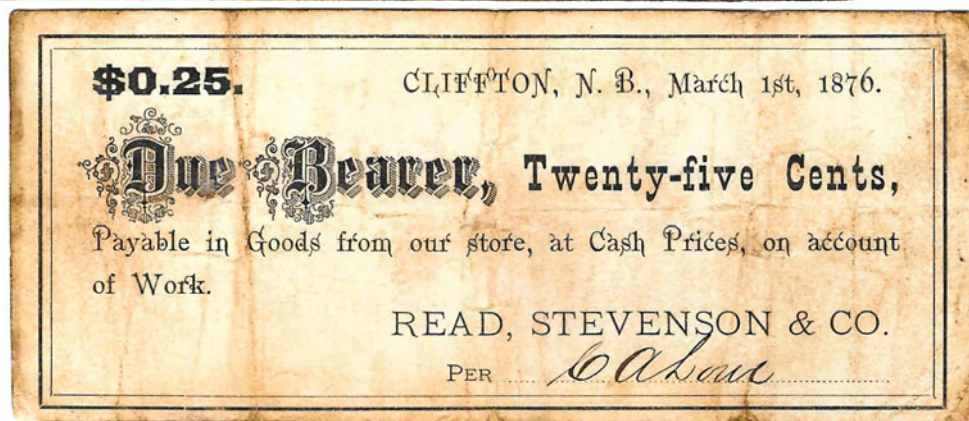 $0.25. CLIFFTON, N. B., March 1st, 1876.
Due Bearer, Twenty-five Cents,
Payable in Goods from our store, at Cash Prices, on account
of Work.
READ, STEVENSON & CO.
PER